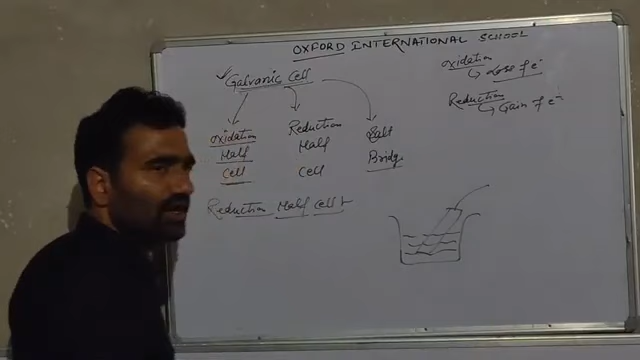 OXFORD INTERNATIONAL SCHOOL
Oxidation
Loss of e⁻
Reduction
Gain of e⁻
Galvanic Cell
Oxidation Half Cell
Reduction Half Cell
Salt Bridge
Reduction Half Cell